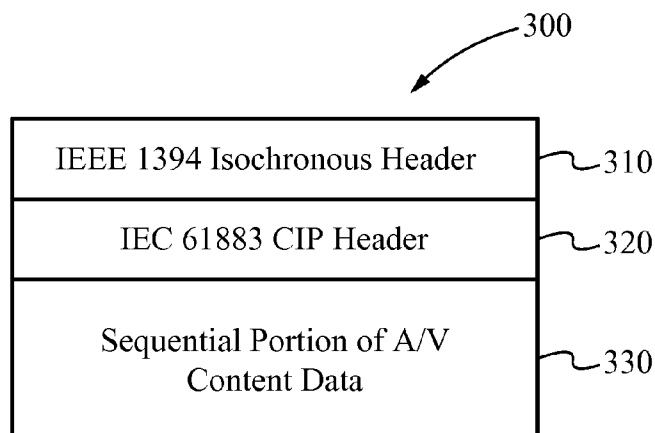 300
IEEE 1394 Isochronous Header
310
IEC 61883 CIP Header
320
Sequential Portion of A/V
Content Data
330